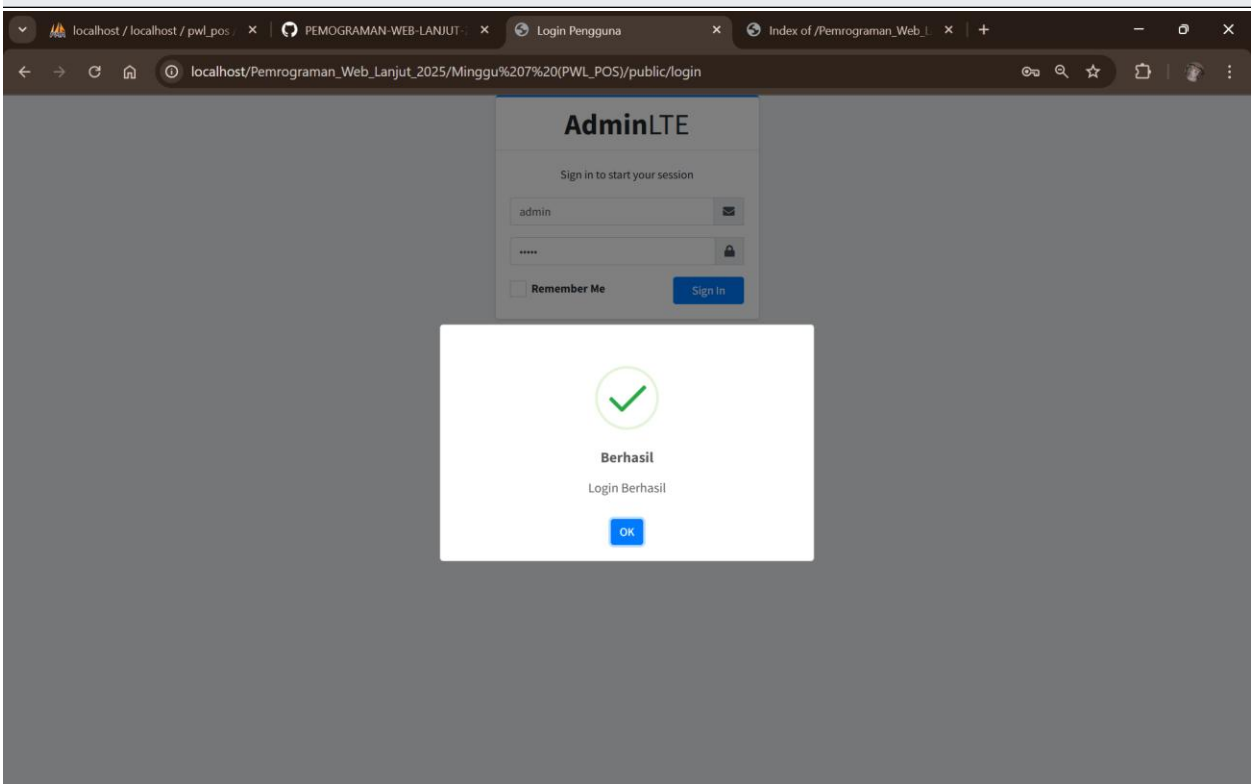 localhost / localhost / pwl_pos /
PEMOGRAMAN-WEB-LANJUT-
Login Pengguna
Index of /Pemrograman_Web_L
localhost/Pemrograman_Web_Lanjut_2025/Minggu%207%20(PWL_POS)/public/login
AdminLTE
Sign in to start your session
admin
•••••
Remember Me
Sign In
Berhasil
Login Berhasil
OK